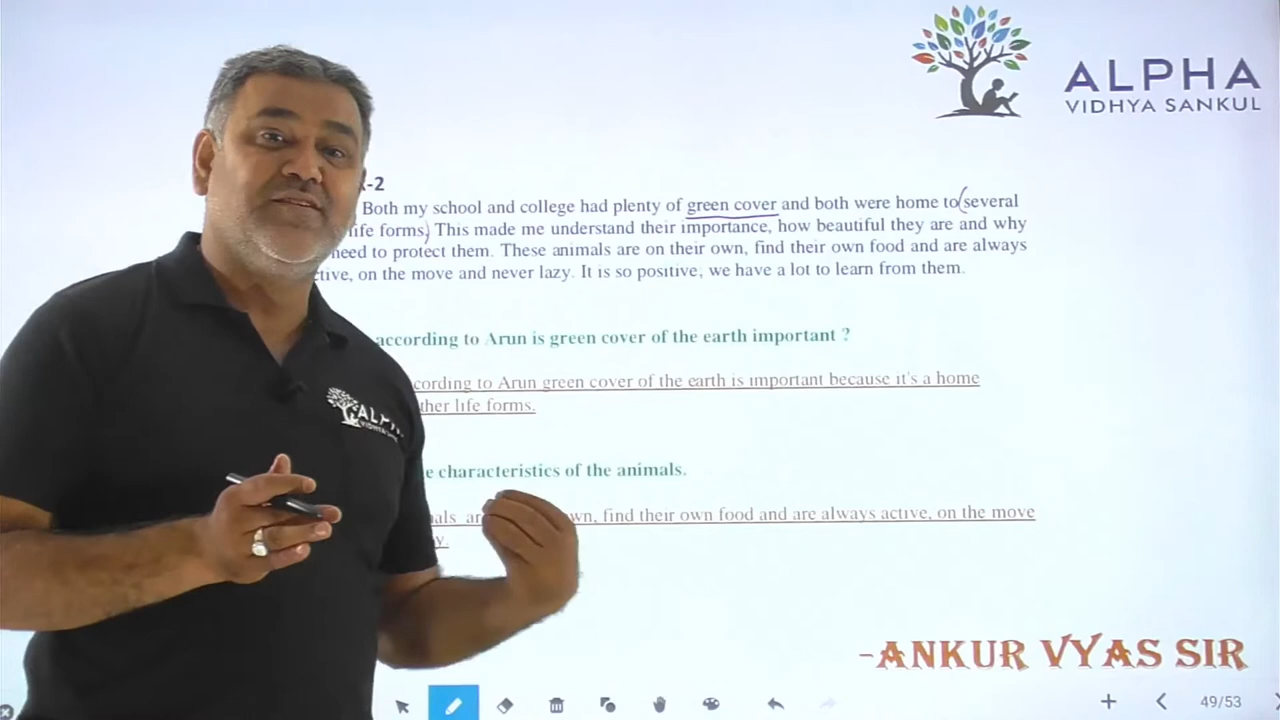 ALPHA
VIDHYA SANKUL
-2
Both my school and college had plenty of green cover and both were home to (several
life forms) This made me understand their importance, how beautiful they are and why
need to protect them. These animals are on their own, find their own food and are always
active, on the move and never lazy. It is so positive, we have a lot to learn from them.
according to Arun is green cover of the earth important ?
cording to Arun green cover of the earth is important because it's a home
ther life forms.
e characteristics of the animals.
wn, find their own food and are always active, on the move
y.
-ANKUR VYAS SIR
49/53